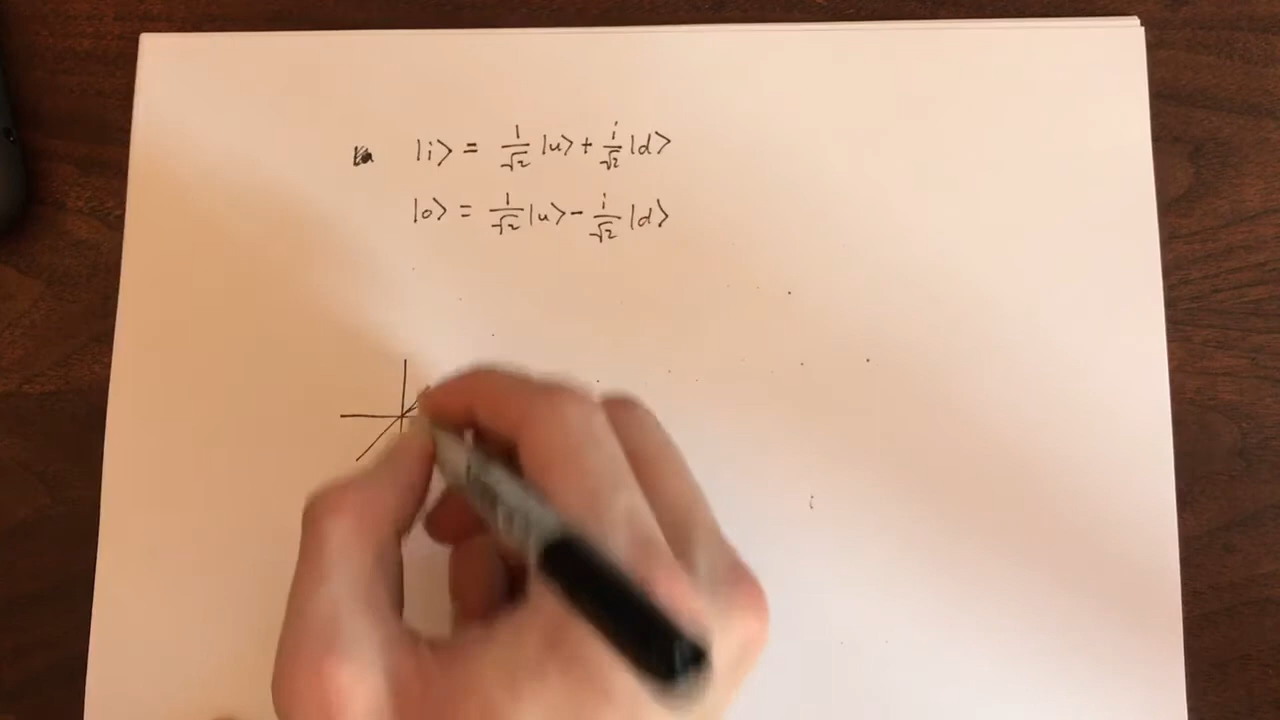 |i⟩ = 1/√2 |u⟩ + i/√2 |d⟩
|o⟩ = 1/√2 |u⟩ - i/√2 |d⟩